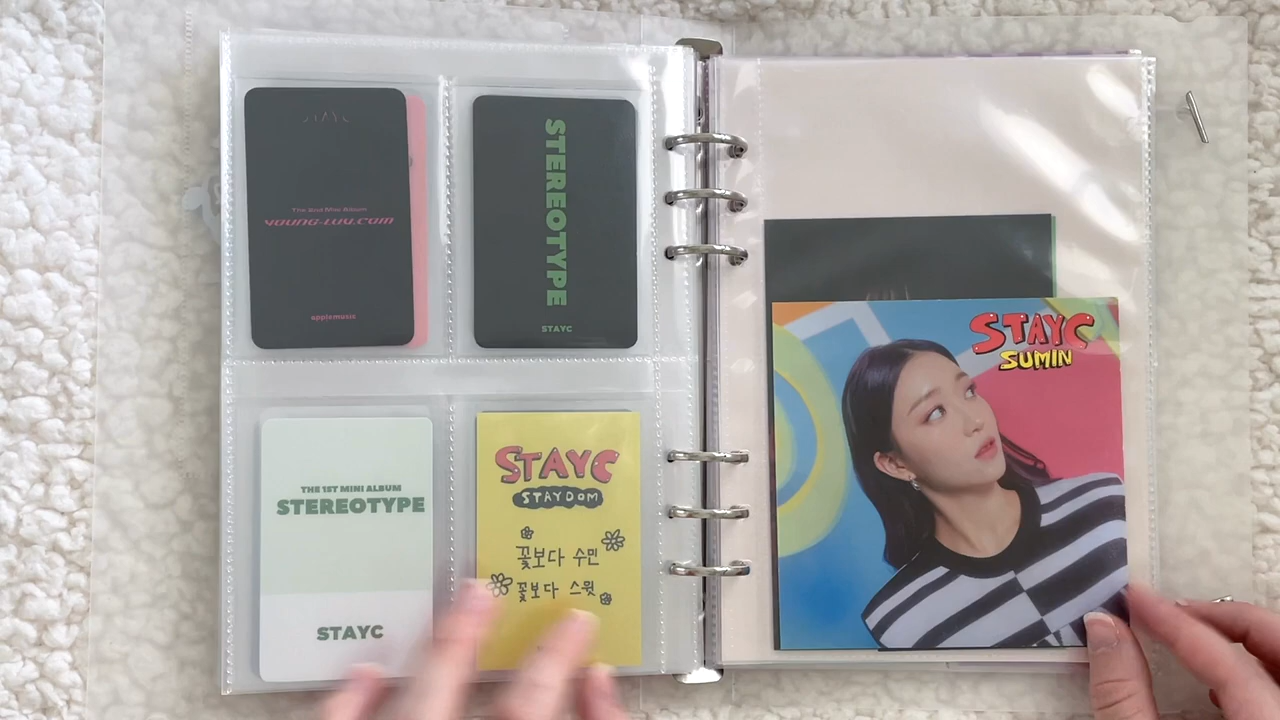 STAYC
The 2nd Mini Album
YOUNG-LUV.COM
applemusic
STEREOTYPE
STAYC
THE 1ST MINI ALBUM
STEREOTYPE
STAYC
STAYC
STAYDOM
꽃보다 수민
꽃보다 스윗
STAYC
SUMIN